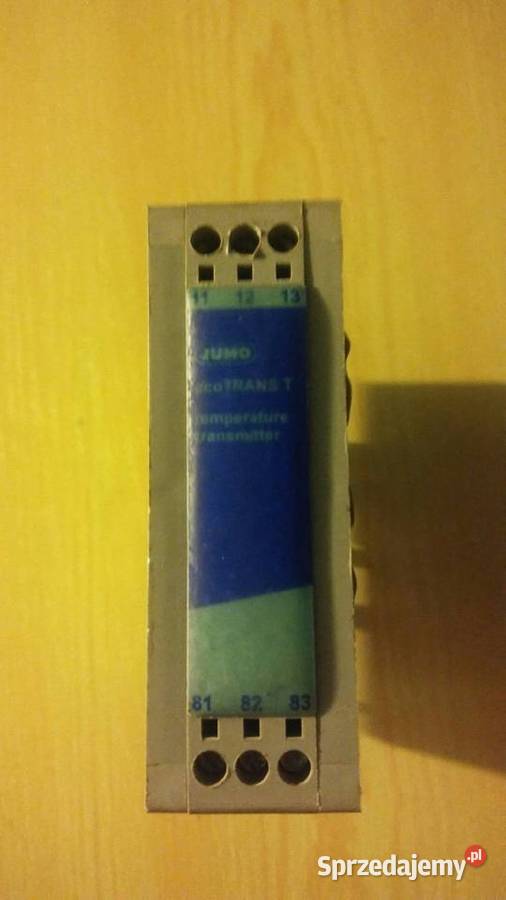 11 12 13
JUMO
ecoTRANS T
temperature
transmitter
81 82 83
Sprzedajemy.pl